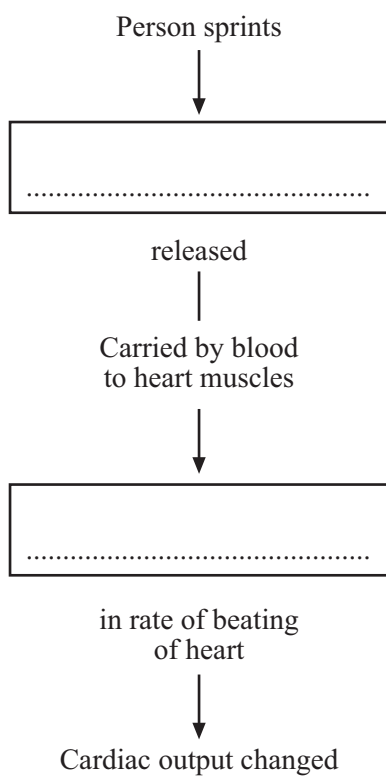 Person sprints
................................................
released
Carried by blood
to heart muscles
................................................
in rate of beating
of heart
Cardiac output changed